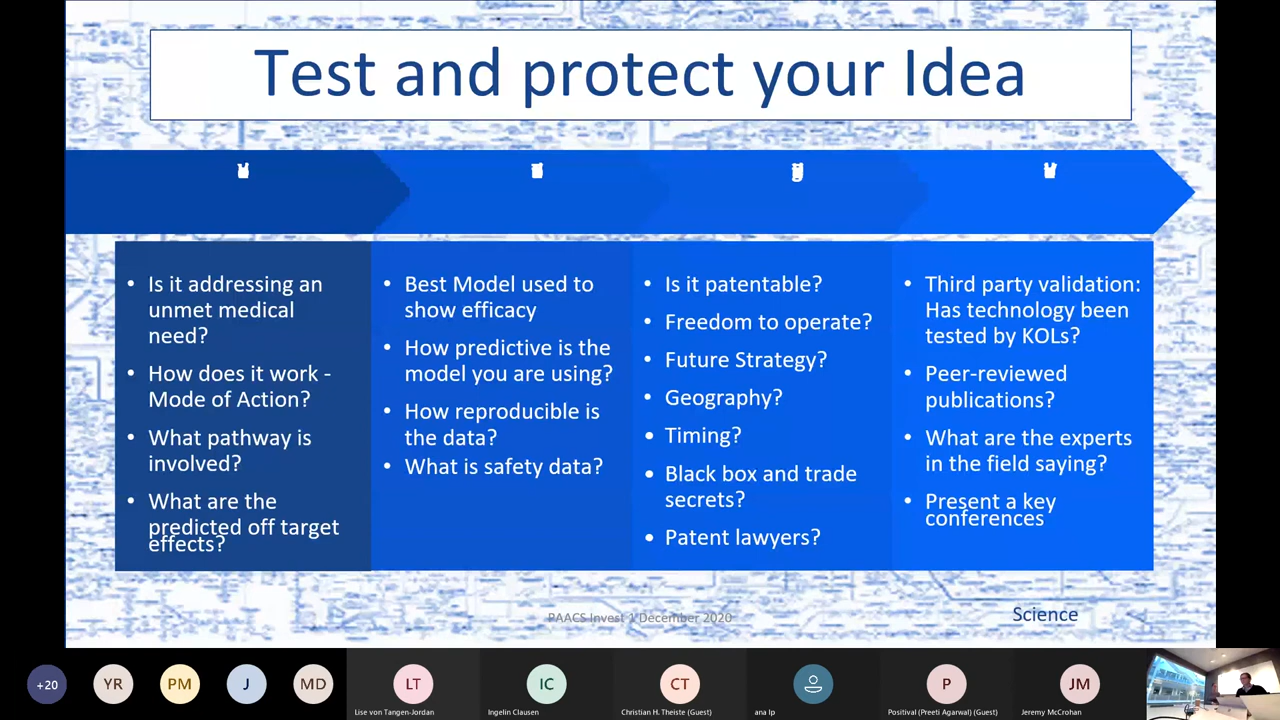 Test and protect your Idea
• Is it addressing an
unmet medical
need?
• How does it work -
Mode of Action?
• What pathway is
involved?
• What are the
predicted off target
effects?
• Best Model used to
show efficacy
• How predictive is the
model you are using?
• How reproducible is
the data?
• What is safety data?
• Is it patentable?
• Freedom to operate?
• Future Strategy?
• Geography?
• Timing?
• Black box and trade
secrets?
• Patent lawyers?
• Third party validation:
Has technology been
tested by KOLs?
• Peer-reviewed
publications?
• What are the experts
in the field saying?
• Present a key
conferences
PAACS Invest 1 December 2020
Science
+20
YR
PM
J
MD
LT
IC
CT
P
JM
Lise von Tangen-Jordan
Ingelin Clausen
Christian H. Theiste (Guest)
ana lp
Positival (Preeti Agarwal) (Guest)
Jeremy McCrohan